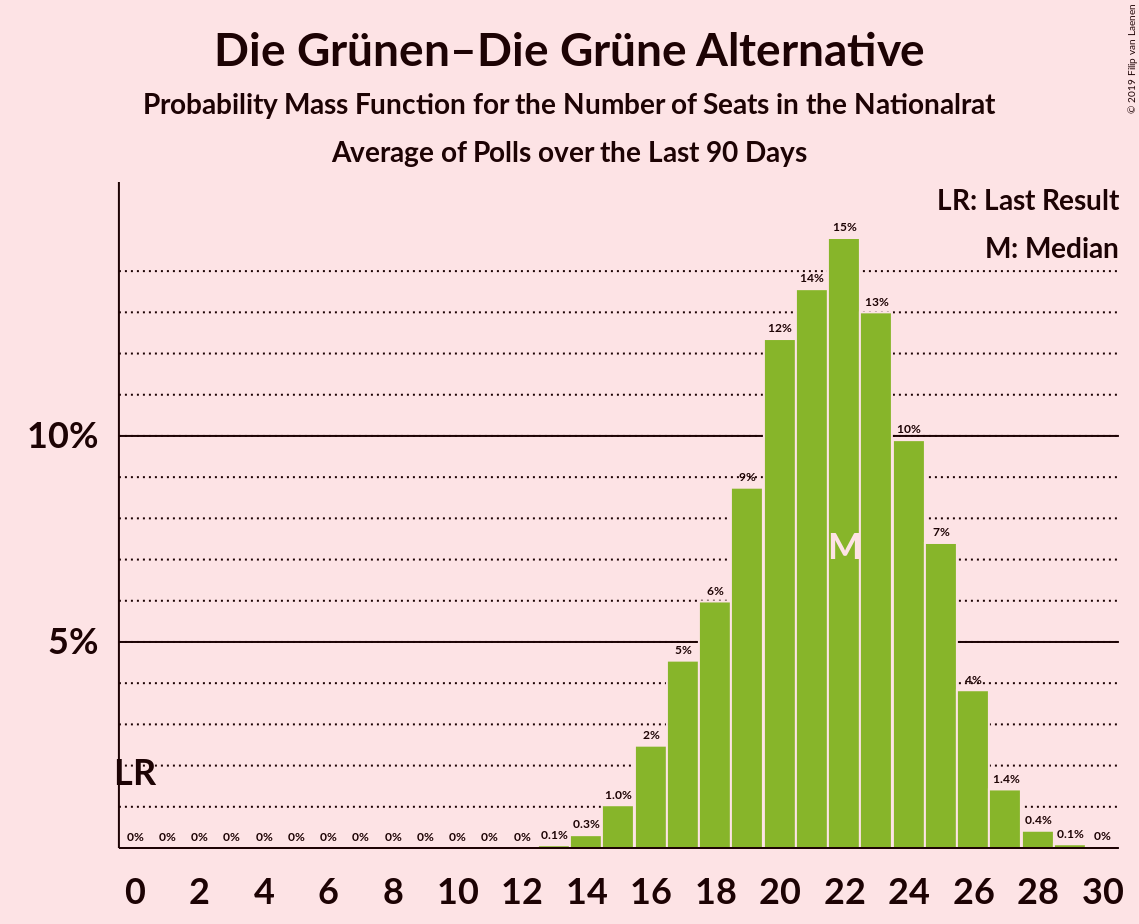 Die Grünen–Die Grüne Alternative
Probability Mass Function for the Number of Seats in the Nationalrat
Average of Polls over the Last 90 Days
© 2019 Filip van Laenen
LR: Last Result
M: Median
15%
14%
13%
12%
10%
10%
9%
7%
M
6%
5%
5%
4%
2%
LR
1.4%
1.0%
0.3%
0.4%
0% 0% 0% 0% 0% 0% 0% 0% 0% 0% 0% 0% 0% 0.1% 0.1% 0%
0 2 4 6 8 10 12 14 16 18 20 22 24 26 28 30